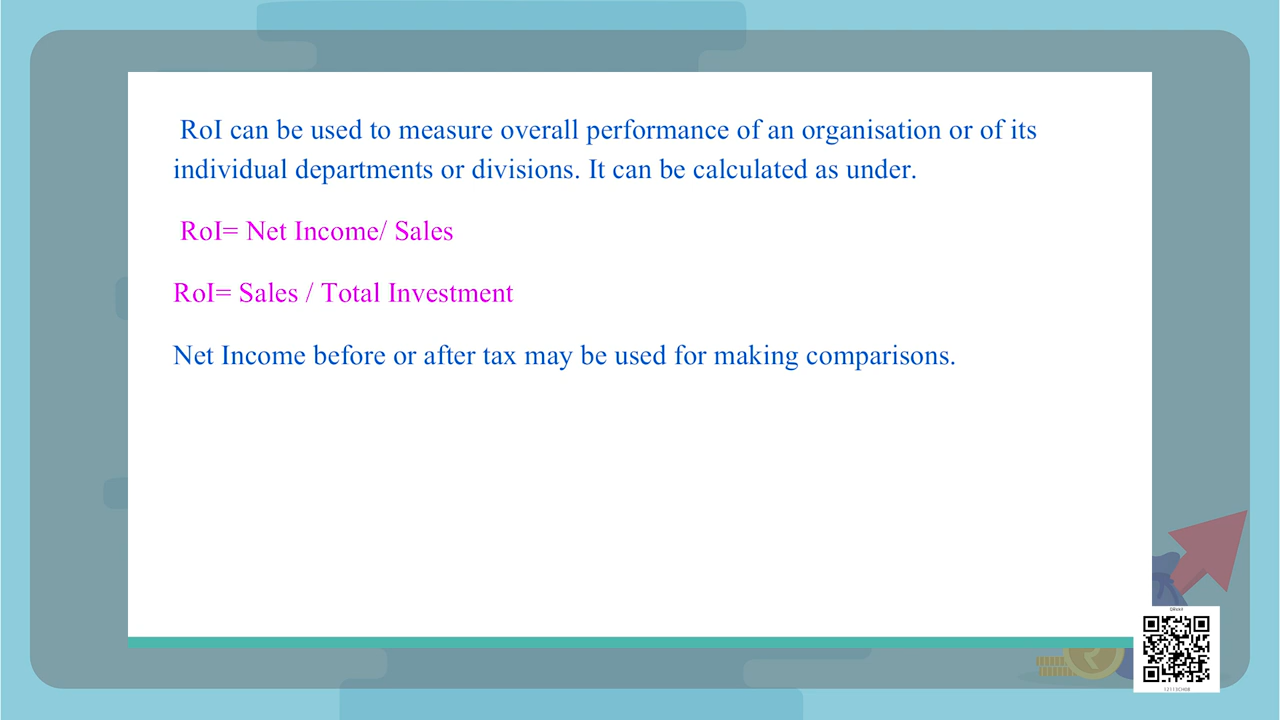 RoI can be used to measure overall performance of an organisation or of its
individual departments or divisions. It can be calculated as under.
RoI= Net Income/ Sales
RoI= Sales / Total Investment
Net Income before or after tax may be used for making comparisons.
12113CH08